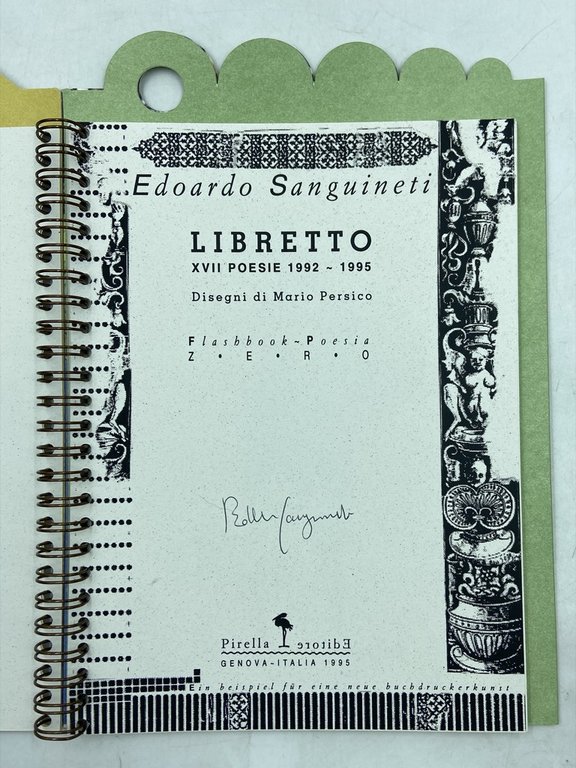 Edoardo Sanguineti
LIBRETTO
XVII POESIE 1992 ~ 1995
Disegni di Mario Persico
Flashbook~Poesia
Z•E•R•O
Pirella Editore
GENOVA-ITALIA 1995
Ein beispiel für eine neue buchdruckerkunst